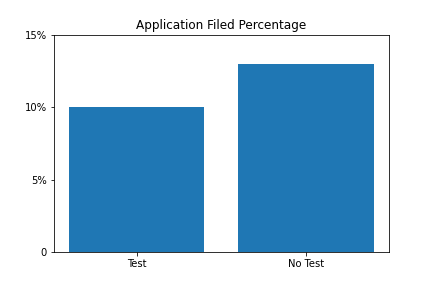 Application Filed Percentage
15%
10%
5%
0
Test
No Test